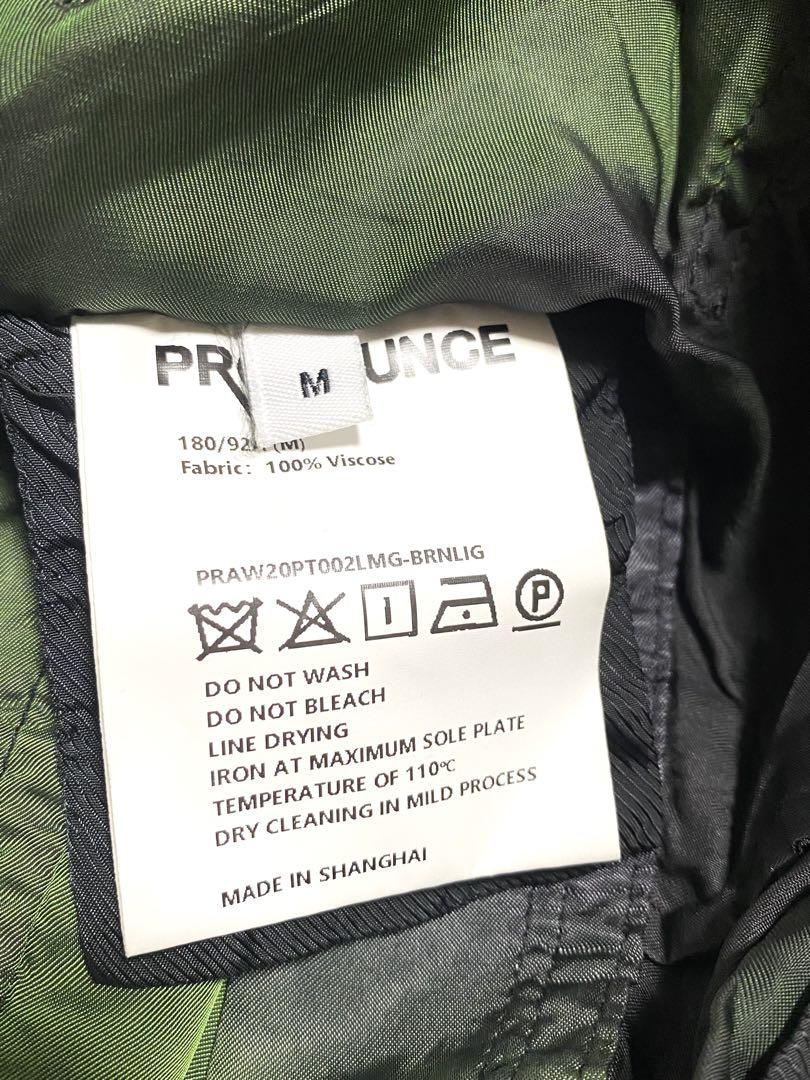 PR UNCE
M
180/92 (M)
Fabric: 100% Viscose
PRAW20PT002LMG-BRNLIG
P
DO NOT WASH
DO NOT BLEACH
LINE DRYING
IRON AT MAXIMUM SOLE PLATE
TEMPERATURE OF 110℃
DRY CLEANING IN MILD PROCESS
MADE IN SHANGHAI